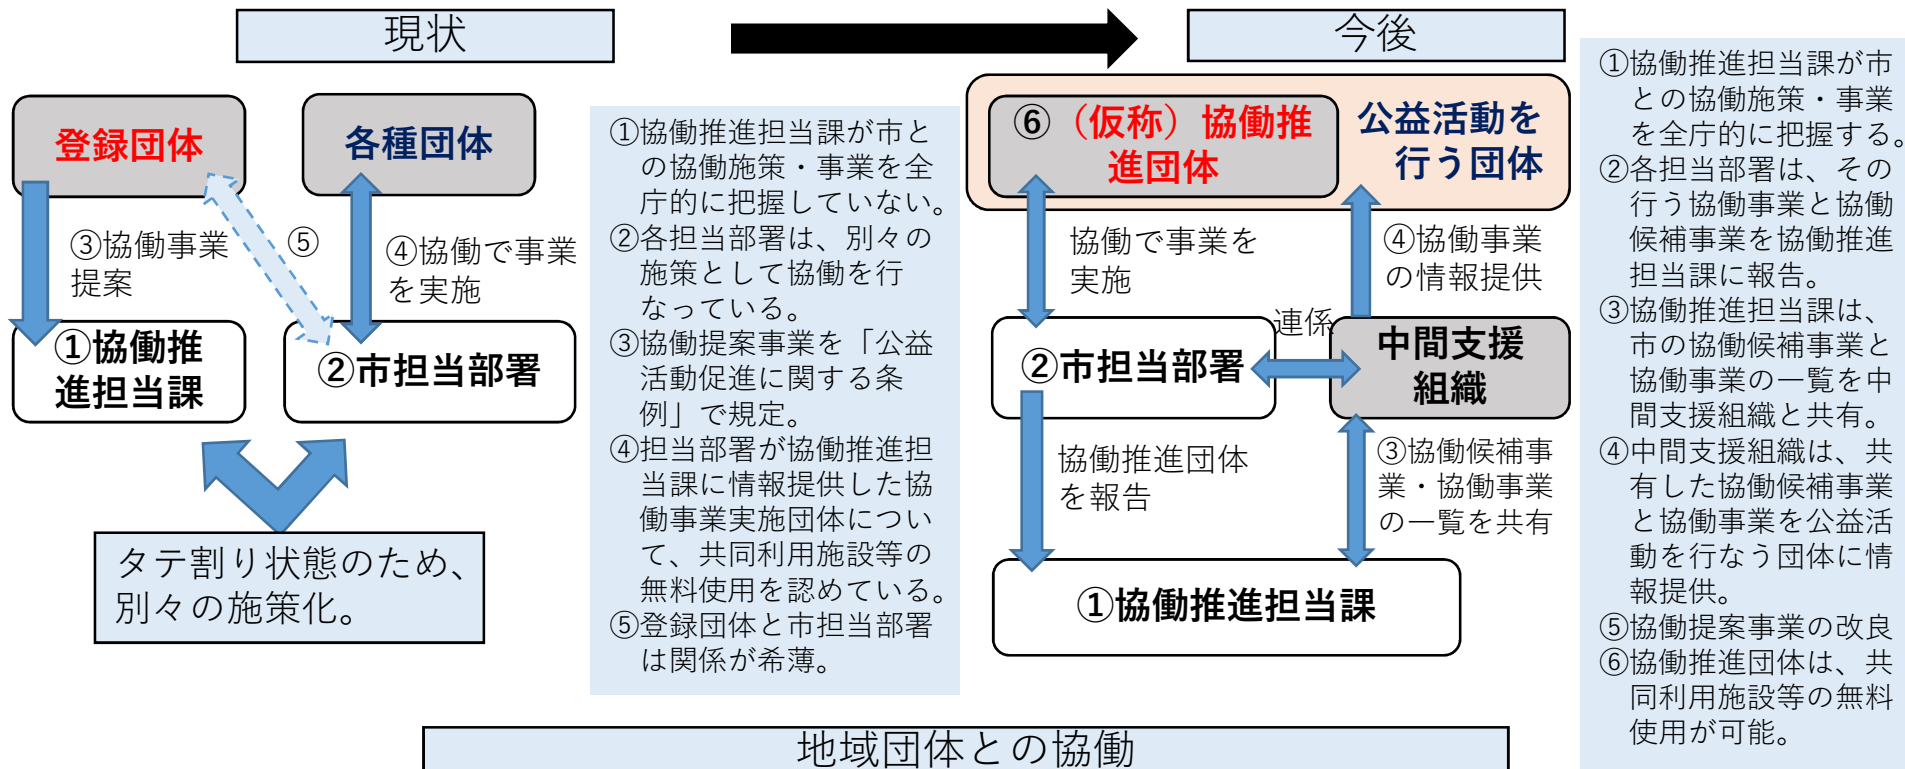 現状
今後
登録団体
各種団体
③協働事業
提案
⑤
④協働で事業
を実施
①協働推
進担当課
②市担当部署
タテ割り状態のため、
別々の施策化。
①協働推進担当課が市と
の協働施策・事業を全
庁的に把握していない。
②各担当部署は、別々の
施策として協働を行
なっている。
③協働提案事業を「公益
活動促進に関する条
例」で規定。
④担当部署が協働推進担
当課に情報提供した協
働事業実施団体につい
て、共同利用施設等の
無料使用を認めている。
⑤登録団体と市担当部署
は関係が希薄。
⑥（仮称）協働推
進団体
公益活動を
行う団体
協働で事業を
実施
④協働事業
の情報提供
連係
②市担当部署
中間支援
組織
協働推進団体
を報告
③協働候補事
業・協働事業
の一覧を共有
①協働推進担当課
①協働推進担当課が市
との協働施策・事業
を全庁的に把握する。
②各担当部署は、その
行う協働事業と協働
候補事業を協働推進
担当課に報告。
③協働推進担当課は、
市の協働候補事業と
協働事業の一覧を中
間支援組織と共有。
④中間支援組織は、共
有した協働候補事業
と協働事業を公益活
動を行なう団体に情
報提供。
⑤協働提案事業の改良
⑥協働推進団体は、共
同利用施設等の無料
使用が可能。
地域団体との協働